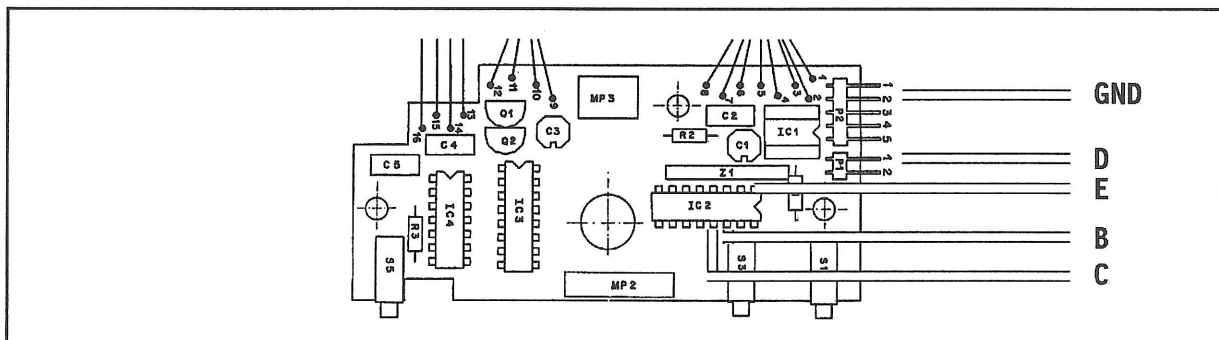 12 11 10 9
8 7 6 5 4 3 2 1
MP3
1
2
3
4
5
P2
GND
16 15 14 13
Q1
Q2
C3
C2
R2
C1
IC1
C4
C5
Z1
1
2
P1
D
E
IC4
IC3
IC2
R3
S5
B
S3
S1
C
MP2